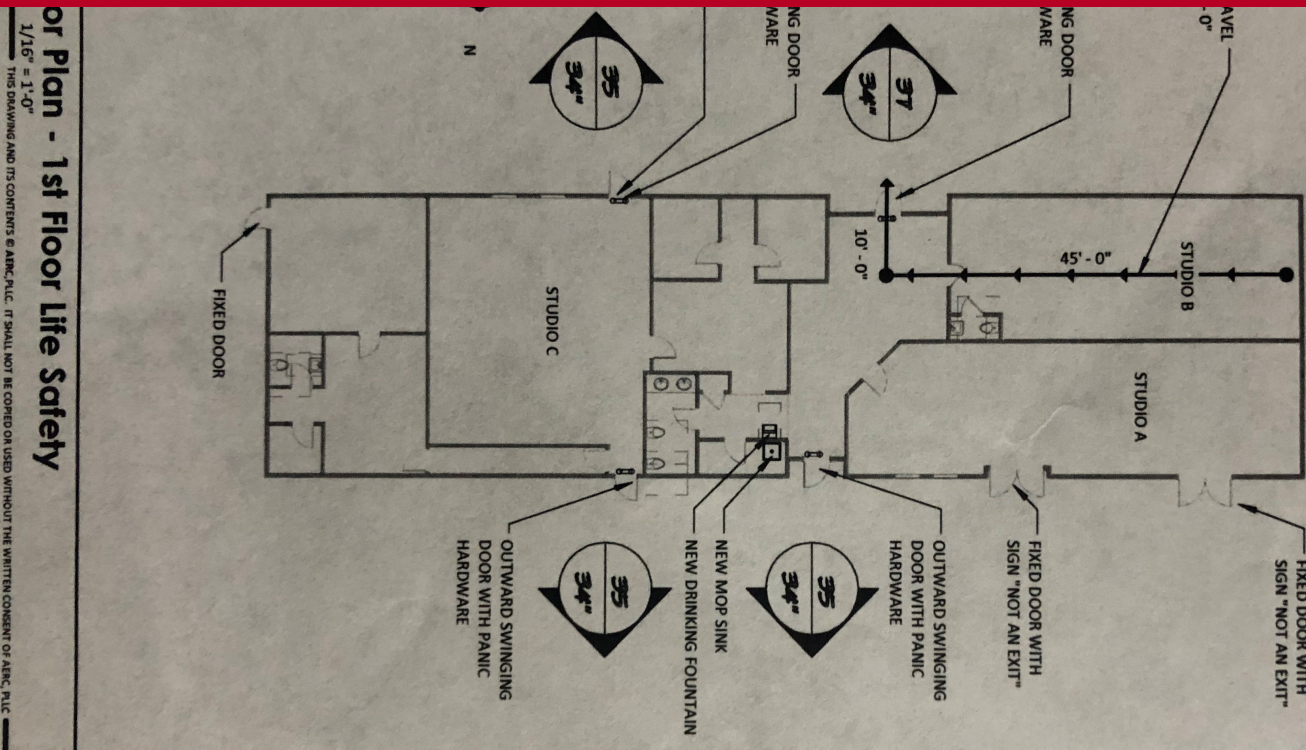 FIXED DOOR WITH
SIGN "NOT AN EXIT"
AVEL
- 0"
STUDIO B
STUDIO A
45' - 0"
NG DOOR
WARE
FIXED DOOR WITH
SIGN "NOT AN EXIT"
37
34"
10' - 0"
OUTWARD SWINGING
DOOR WITH PANIC
HARDWARE
35
34"
NG DOOR
WARE
NEW MOP SINK
NEW DRINKING FOUNTAIN
35
34"
35
34"
STUDIO C
OUTWARD SWINGING
DOOR WITH PANIC
HARDWARE
N
FIXED DOOR
or Plan - 1st Floor Life Safety
1/16" = 1'-0"
THIS DRAWING AND ITS CONTENTS © AERC,PLLC. IT SHALL NOT BE COPIED OR USED WITHOUT THE WRITTEN CONSENT OF AERC, PLLC